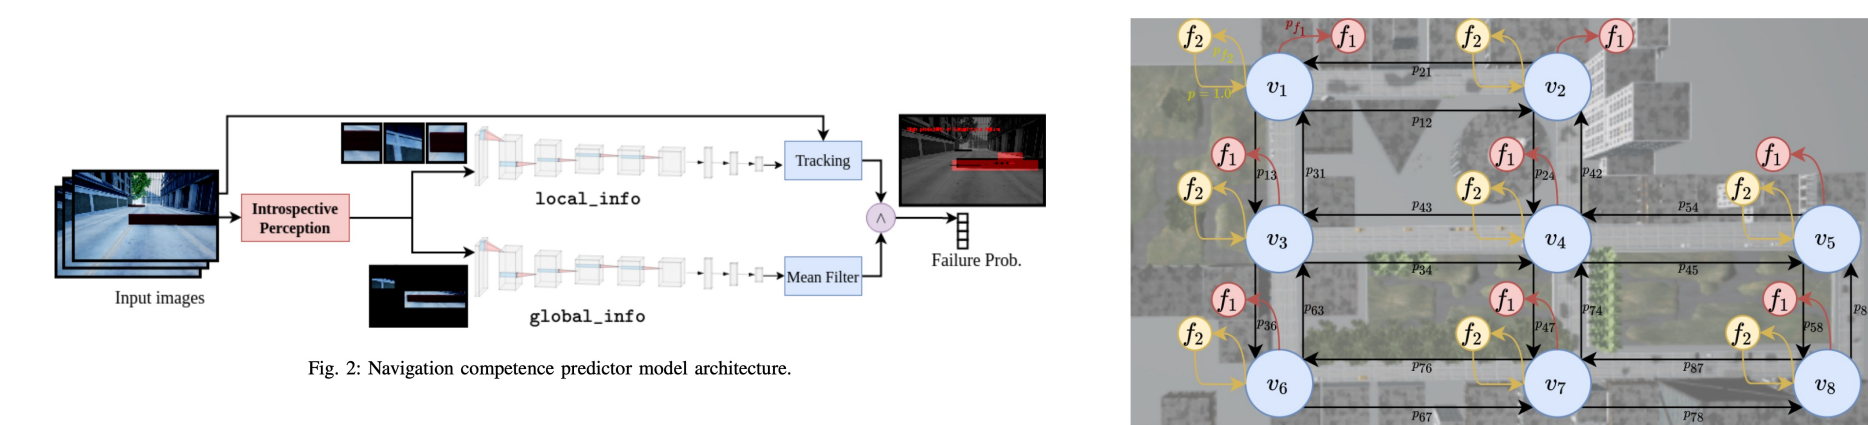 Input images
Introspective
Perception
local_info
global_info
Tracking
Mean Filter
∧
Failure Prob.
Fig. 2: Navigation competence predictor model architecture.
f₂
p_f₁
f₁
f₂
f₁
p_f₂
p = 1.0
v₁
p₂₁
v₂
p₁₂
f₁
p₁₃
p₃₁
f₁
p₂₄
p₄₂
f₁
f₂
f₂
f₂
p₄₃
p₅₄
v₃
v₄
v₅
p₃₄
p₄₅
f₁
p₆₃
f₁
p₇₄
f₁
p₃₆
p₄₇
p₅₈
f₂
f₂
f₂
p₇₆
p₈₇
v₆
v₇
v₈
p₆₇
p₇₈